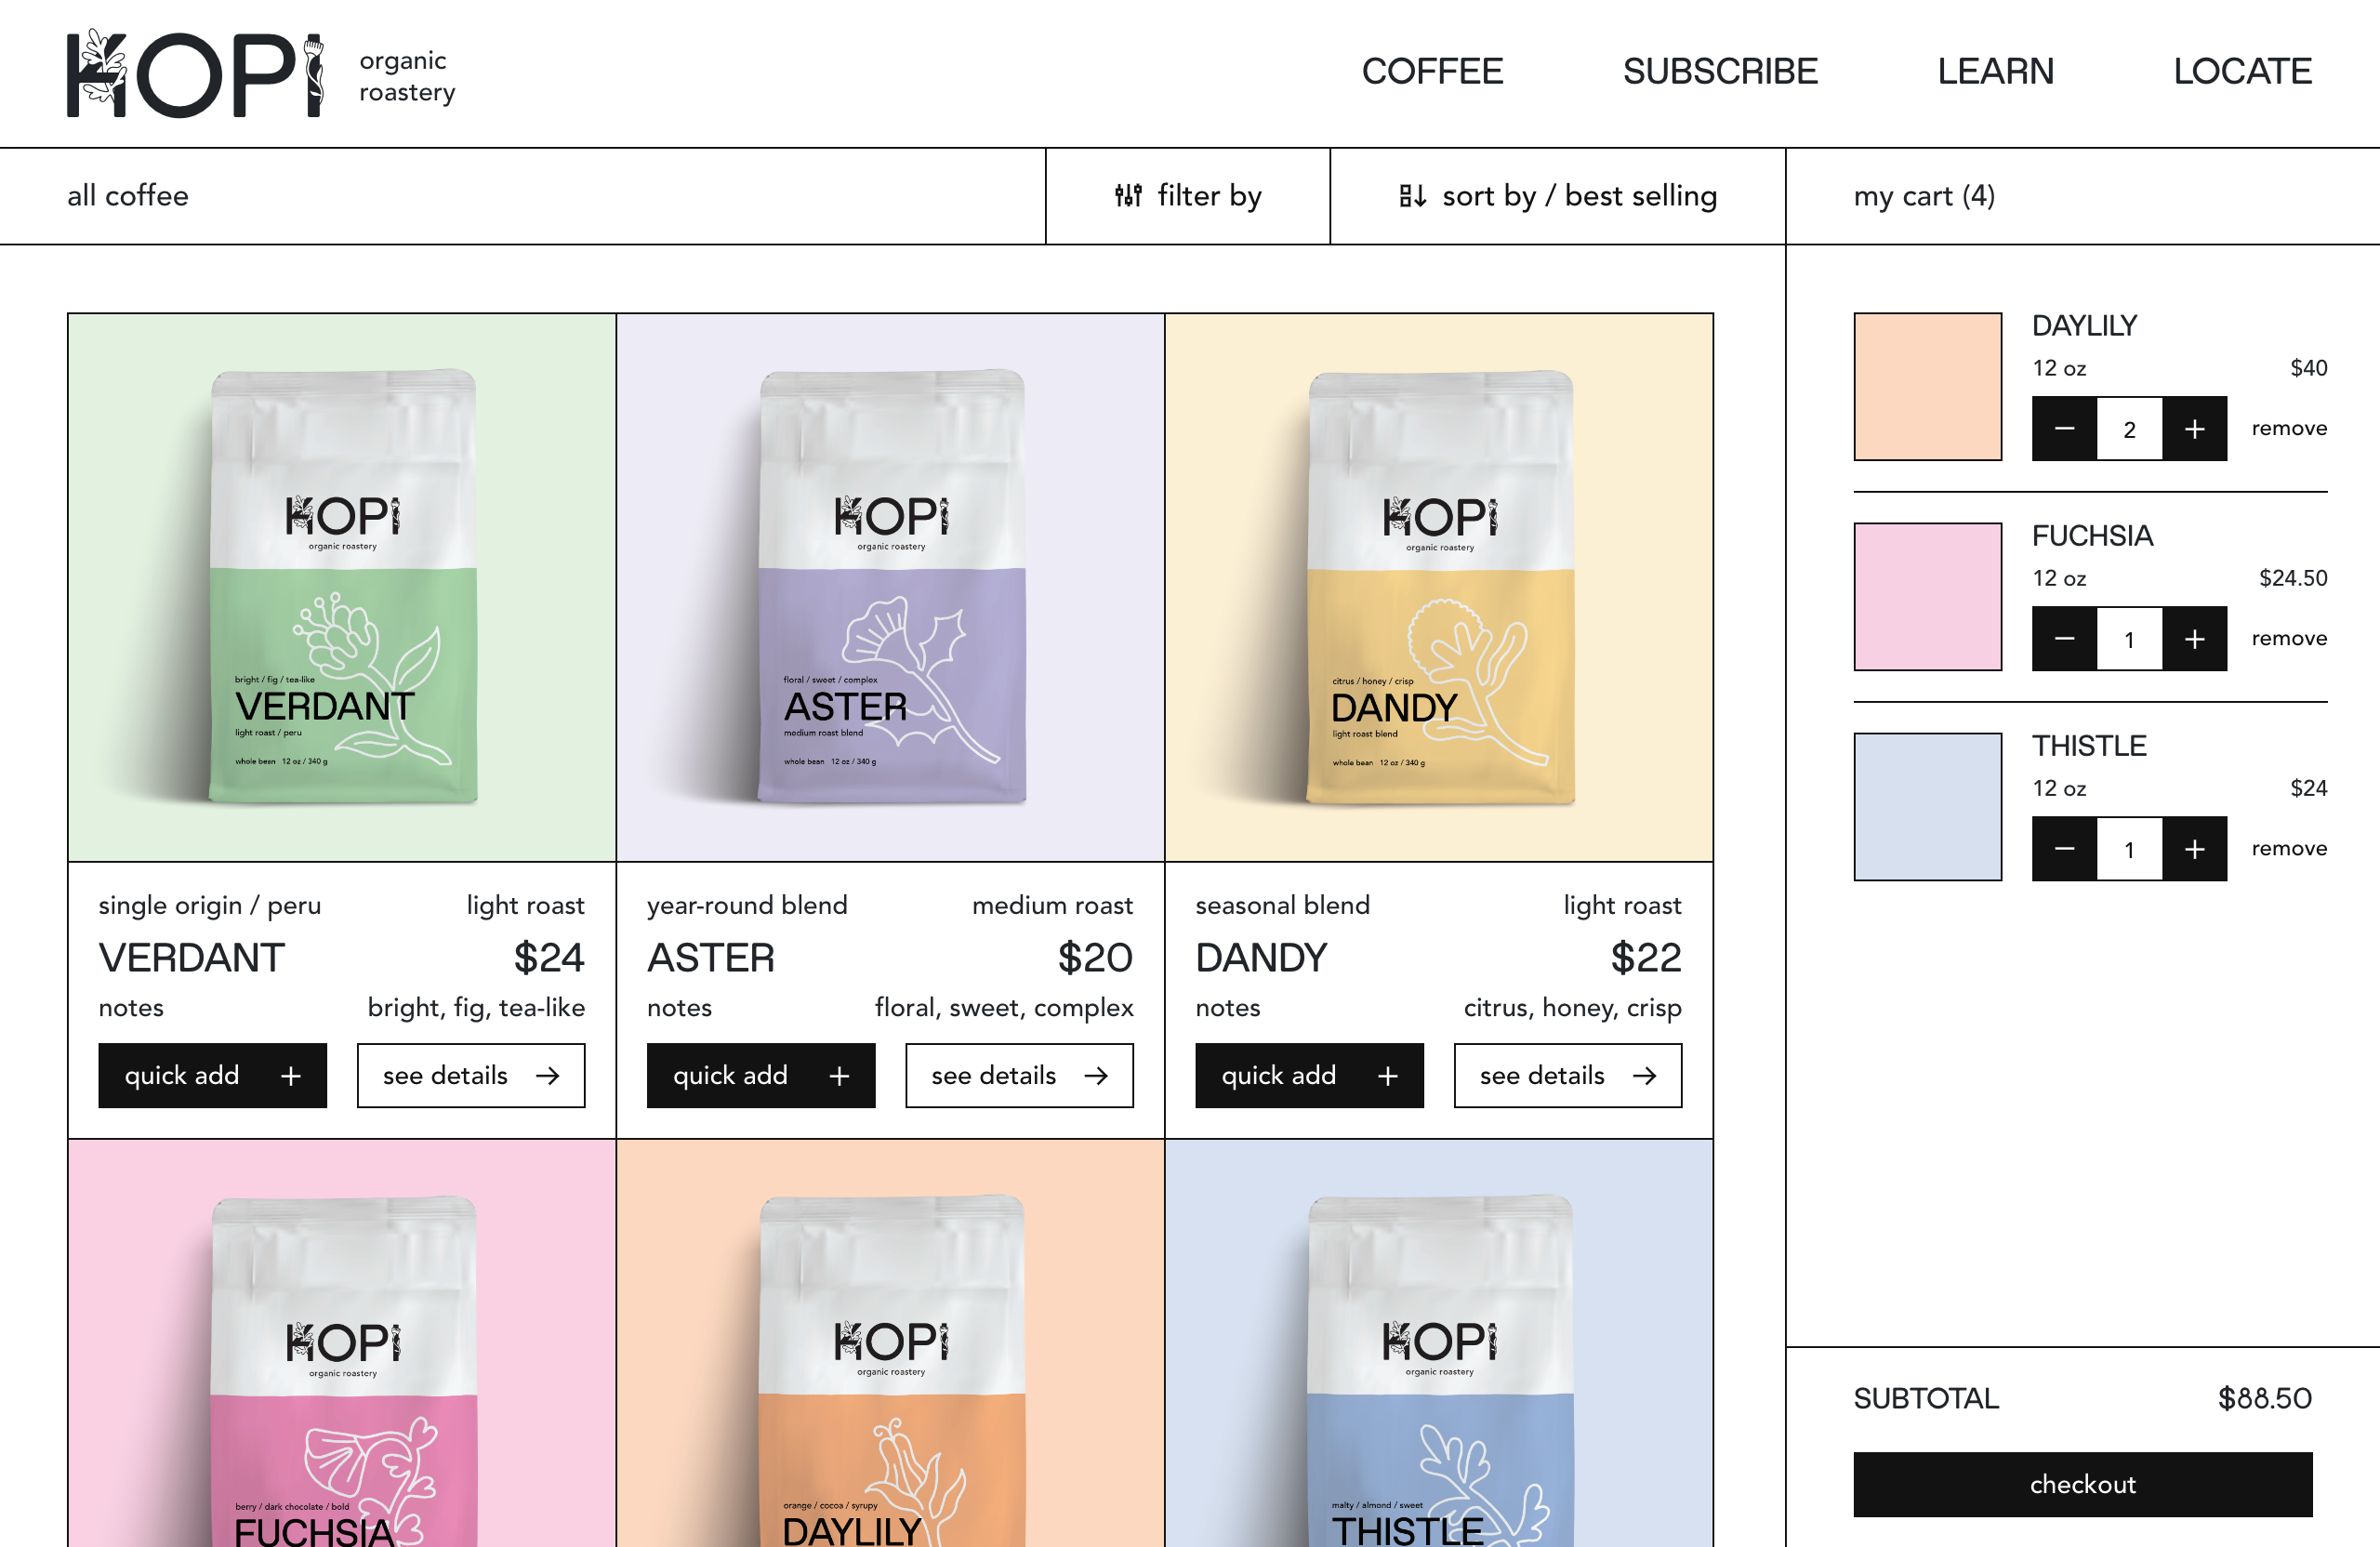 KOPI
organic
roastery
COFFEE SUBSCRIBE LEARN LOCATE
all coffee
filter by
sort by / best selling
my cart (4)
KOPI
organic roastery
bright / fig / tea-like
VERDANT
light roast / peru
whole bean 12 oz / 340 g
KOPI
organic roastery
floral / sweet / complex
ASTER
medium roast blend
whole bean 12 oz / 340 g
KOPI
organic roastery
citrus / honey / crisp
DANDY
light roast blend
whole bean 12 oz / 340 g
single origin / peru light roast
VERDANT $24
notes bright, fig, tea-like
quick add + see details →
year-round blend medium roast
ASTER $20
notes floral, sweet, complex
quick add + see details →
seasonal blend light roast
DANDY $22
notes citrus, honey, crisp
quick add + see details →
KOPI
organic roastery
berry / dark chocolate / bold
FUCHSIA
KOPI
organic roastery
orange / cocoa / syrupy
DAYLILY
KOPI
organic roastery
malty / almond / sweet
THISTLE
DAYLILY
12 oz $40
− 2 + remove
FUCHSIA
12 oz $24.50
− 1 + remove
THISTLE
12 oz $24
− 1 + remove
SUBTOTAL $88.50
checkout